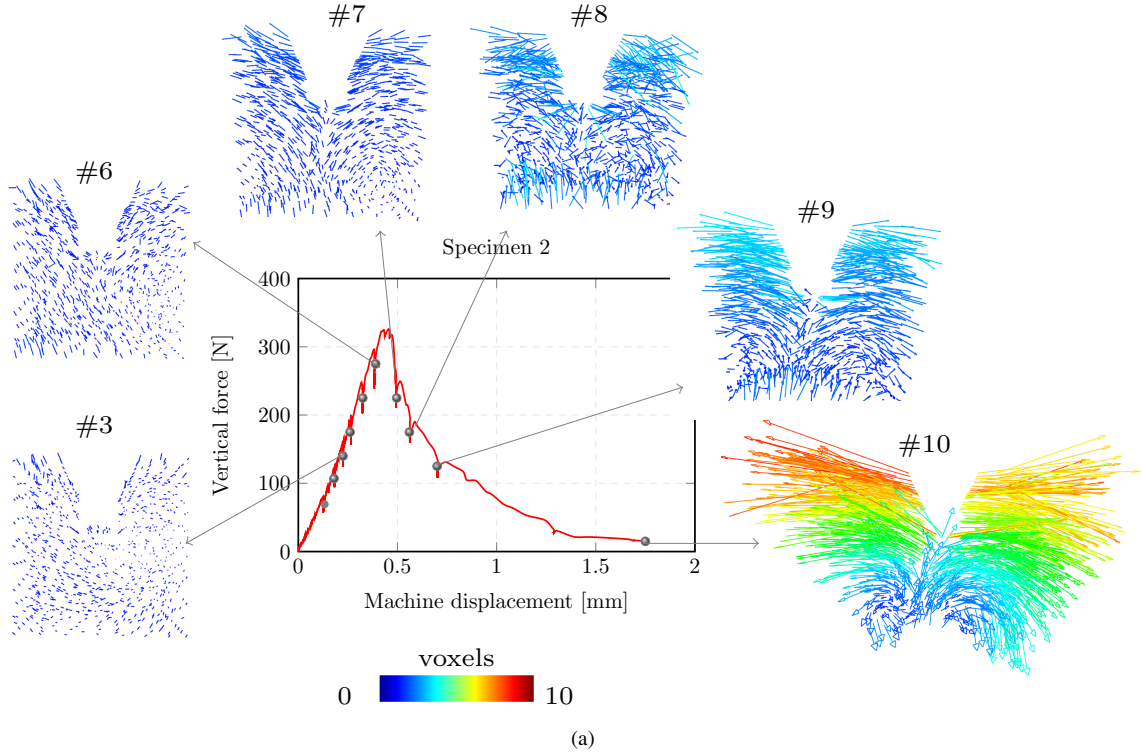 #7
#8
#6
#9
Specimen 2
400
300
200
100
0
Vertical force [N]
#3
#10
0 0.5 1 1.5 2
Machine displacement [mm]
voxels
0 10
(a)